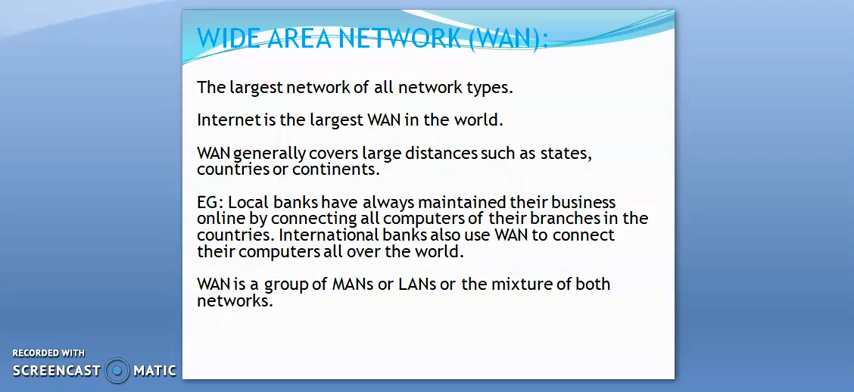 WIDE AREA NETWORK (WAN):
The largest network of all network types.
Internet is the largest WAN in the world.
WAN generally covers large distances such as states,
countries or continents.
EG: Local banks have always maintained their business
online by connecting all computers of their branches in the
countries. International banks also use WAN to connect
their computers all over the world.
WAN is a group of MANs or LANs or the mixture of both
networks.
RECORDED WITH
SCREENCAST MATIC